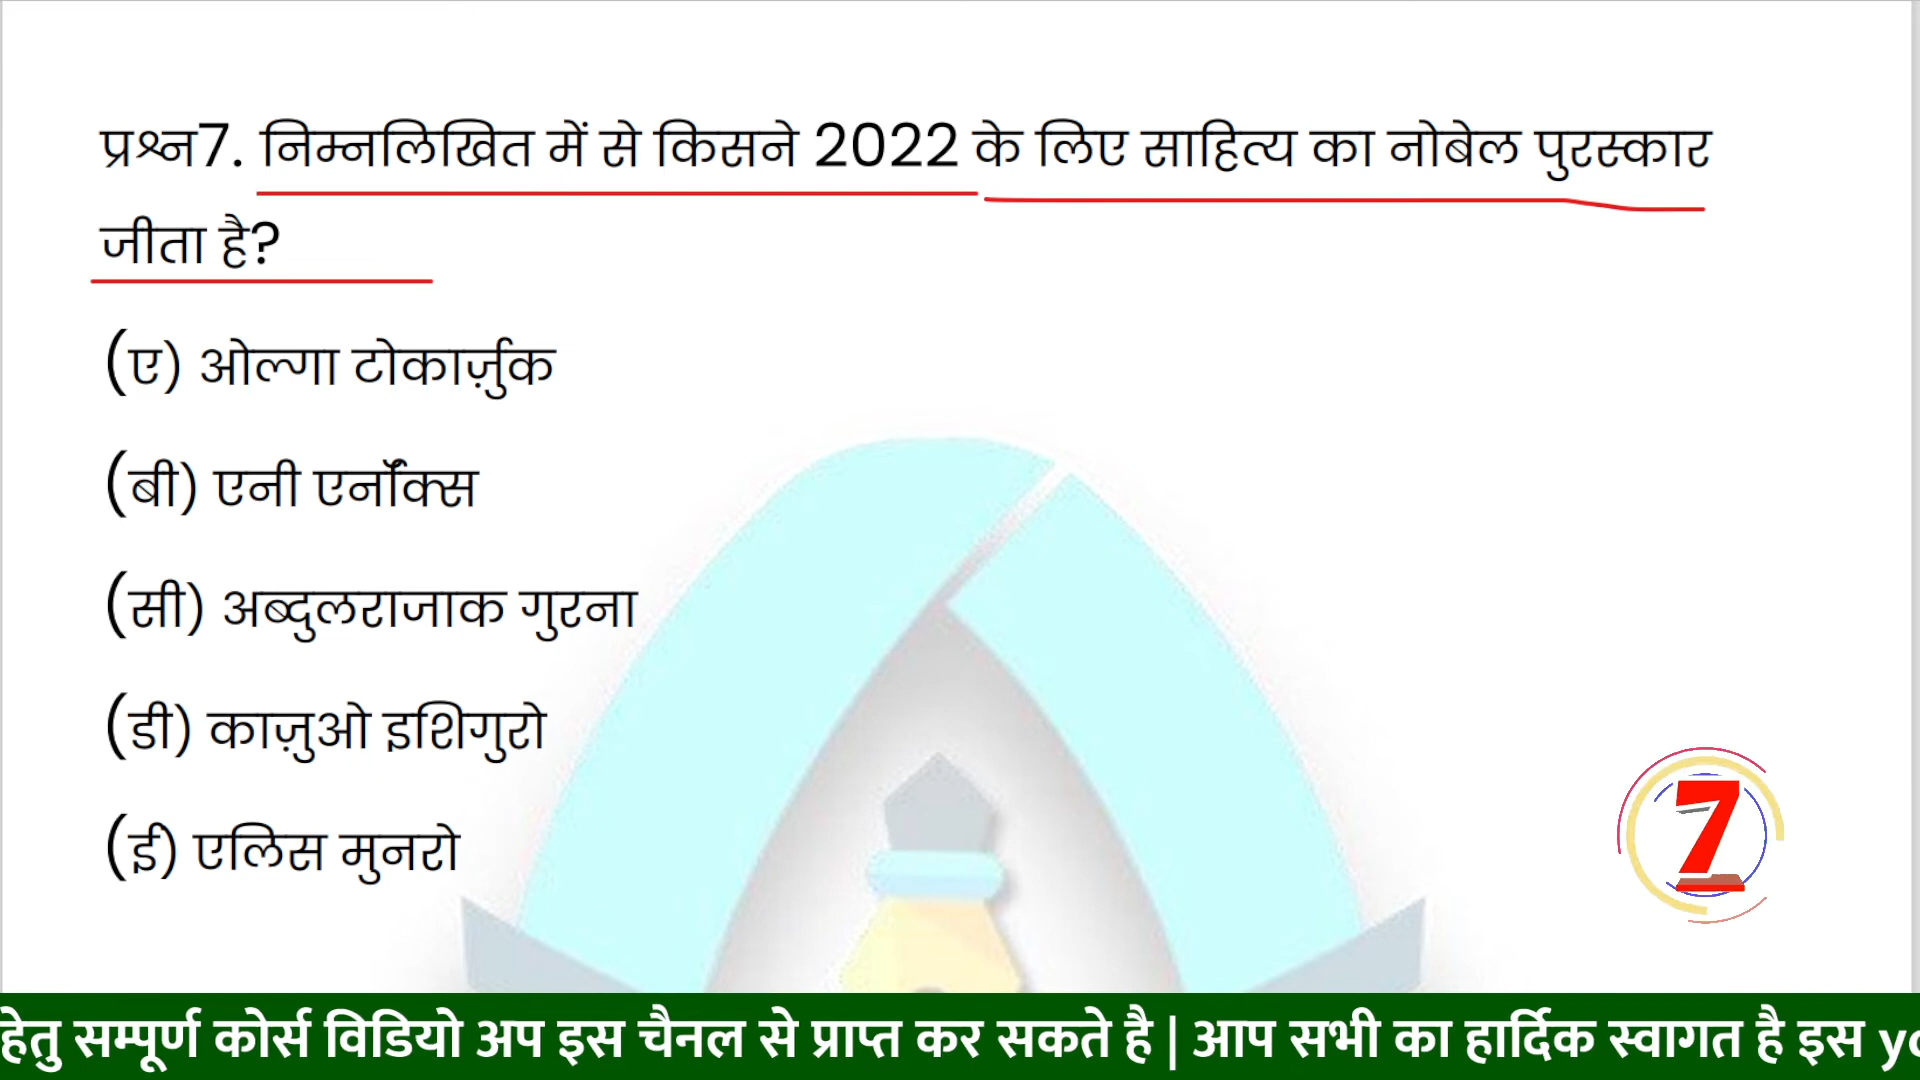 प्रश्न7. निम्नलिखित में से किसने 2022 के लिए साहित्य का नोबेल पुरस्कार
जीता है?
(ए) ओल्गा टोकार्ज़ुक
(बी) एनी एर्नॉक्स
(सी) अब्दुलराजाक गुरना
(डी) काज़ुओ इशिगुरो
(ई) एलिस मुनरो
7
हेतु सम्पूर्ण कोर्स विडियो अप इस चैनल से प्राप्त कर सकते है | आप सभी का हार्दिक स्वागत है इस